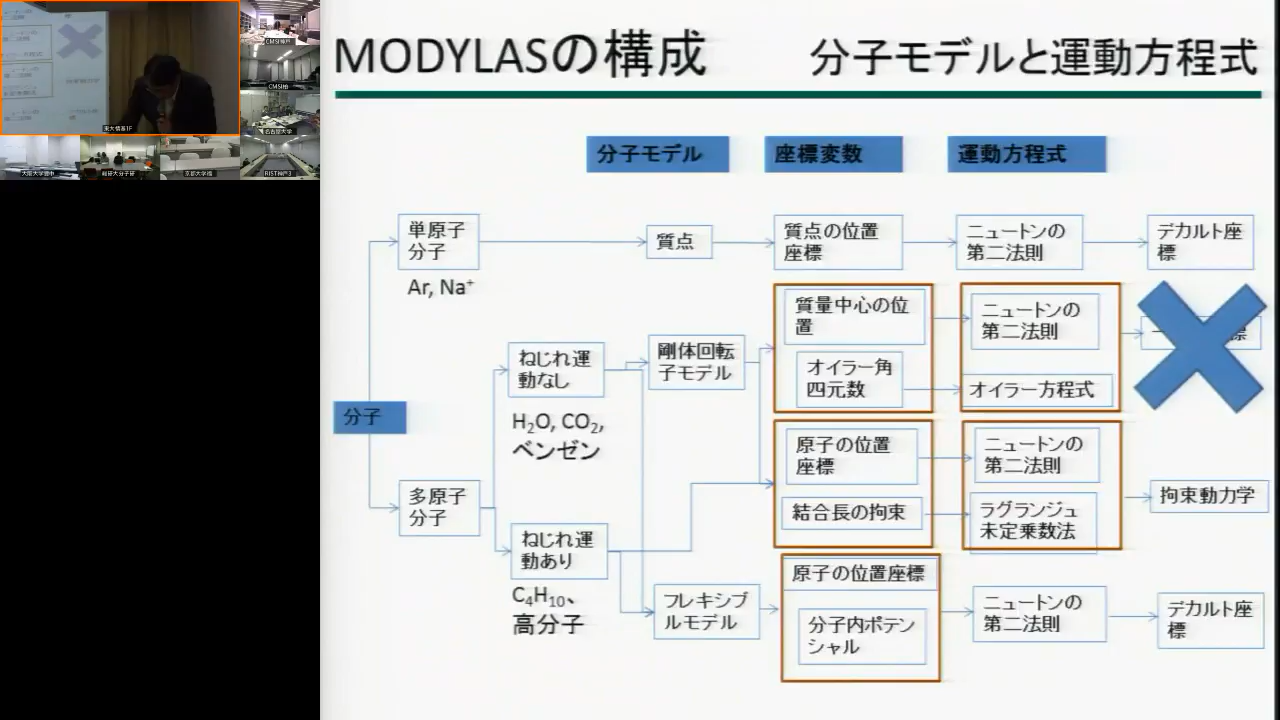 MODYLASの構成 分子モデルと運動方程式
分子モデル
座標変数
運動方程式
単原子
分子
Ar, Na⁺
質点
質点の位置
座標
ニュートンの
第二法則
デカルト座
標
質量中心の位
置
オイラー角
四元数
ニュートンの
第二法則
オイラー方程式
標
ねじれ運
動なし
H₂O, CO₂,
ベンゼン
剛体回転
子モデル
分子
原子の位置
座標
結合長の拘束
ニュートンの
第二法則
ラグランジュ
未定乗数法
拘束動力学
多原子
分子
ねじれ運
動あり
C₄H₁₀、
高分子
フレキシブ
ルモデル
原子の位置座標
分子内ポテン
シャル
ニュートンの
第二法則
デカルト座
標
東大情基1F
CMSI神戸
CMSI柏
名古屋大学
大阪大学豊中
総研大分子研
京都大学福
RIST神戸3